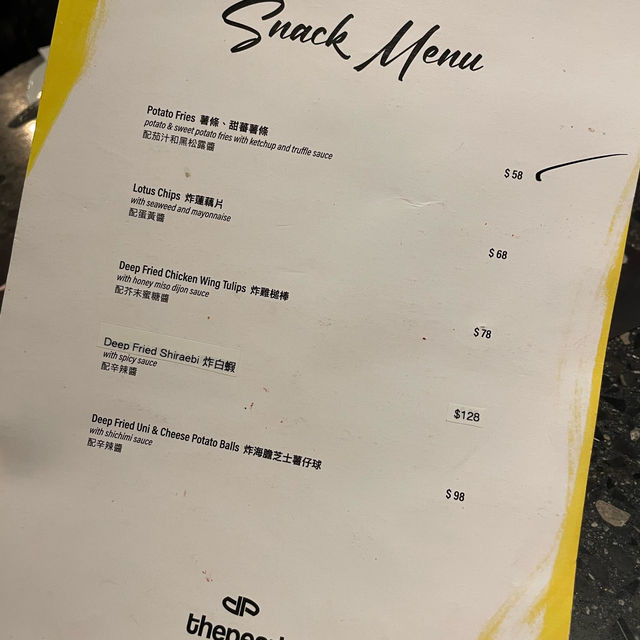 Snack Menu
Potato Fries 薯條、甜蕃薯條
potato & sweet potato fries with ketchup and truffle sauce
配茄汁和黑松露醬
$ 58
Lotus Chips 炸蓮藕片
with seaweed and mayonnaise
配蛋黃醬
$ 68
Deep Fried Chicken Wing Tulips 炸雞槌棒
with honey miso dijon sauce
配芥末蜜糖醬
$ 78
Deep Fried Shiraebi 炸白蝦
with spicy sauce
配辛辣醬
$128
Deep Fried Uni & Cheese Potato Balls 炸海膽芝士薯仔球
with shichimi sauce
配辛辣醬
$ 98